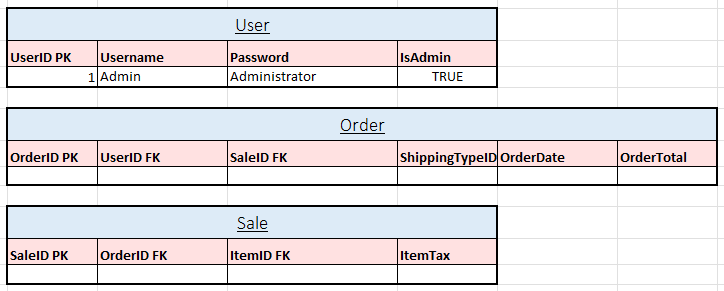 User
UserID PK Username Password IsAdmin
1 Admin Administrator TRUE
Order
OrderID PK UserID FK SaleID FK ShippingTypeID OrderDate OrderTotal
Sale
SaleID PK OrderID FK ItemID FK ItemTax